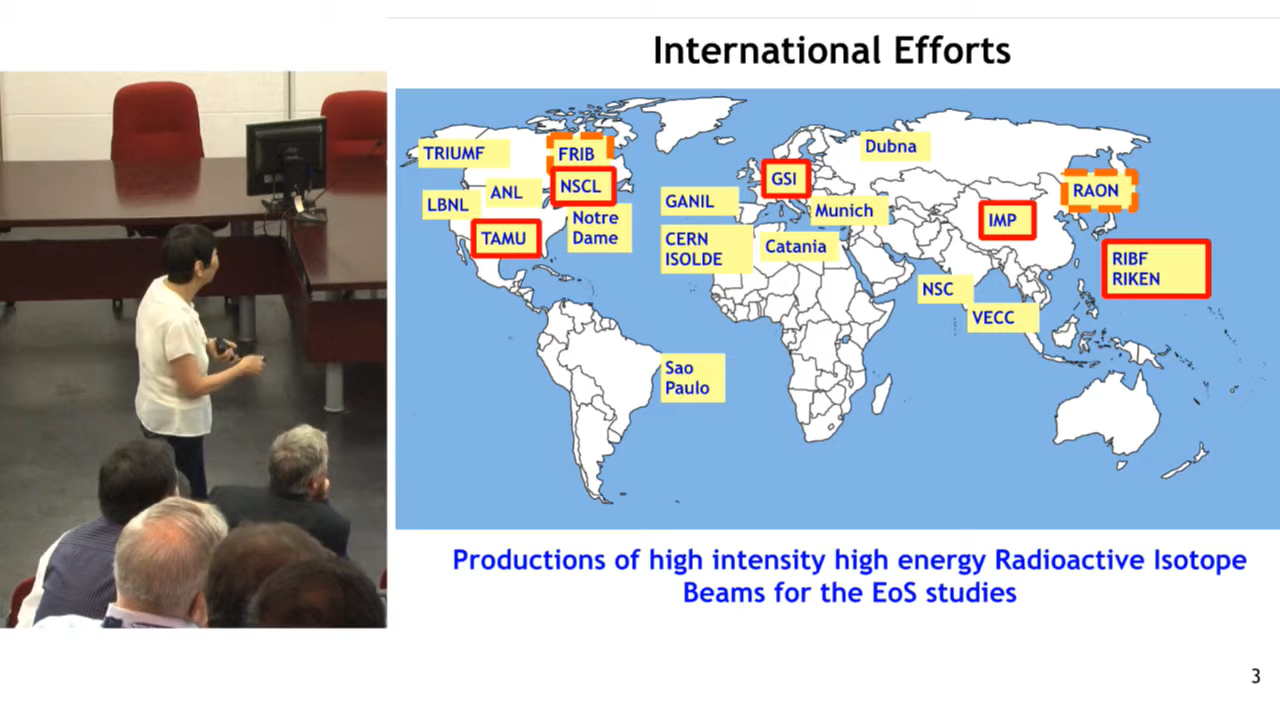 International Efforts
TRIUMF
FRIB
Dubna
LBNL
ANL
NSCL
GSI
RAON
GANIL
Munich
IMP
TAMU
Notre
Dame
CERN
ISOLDE
Catania
RIBF
RIKEN
NSC
VECC
Sao
Paulo
Productions of high intensity high energy Radioactive Isotope
Beams for the EoS studies
3